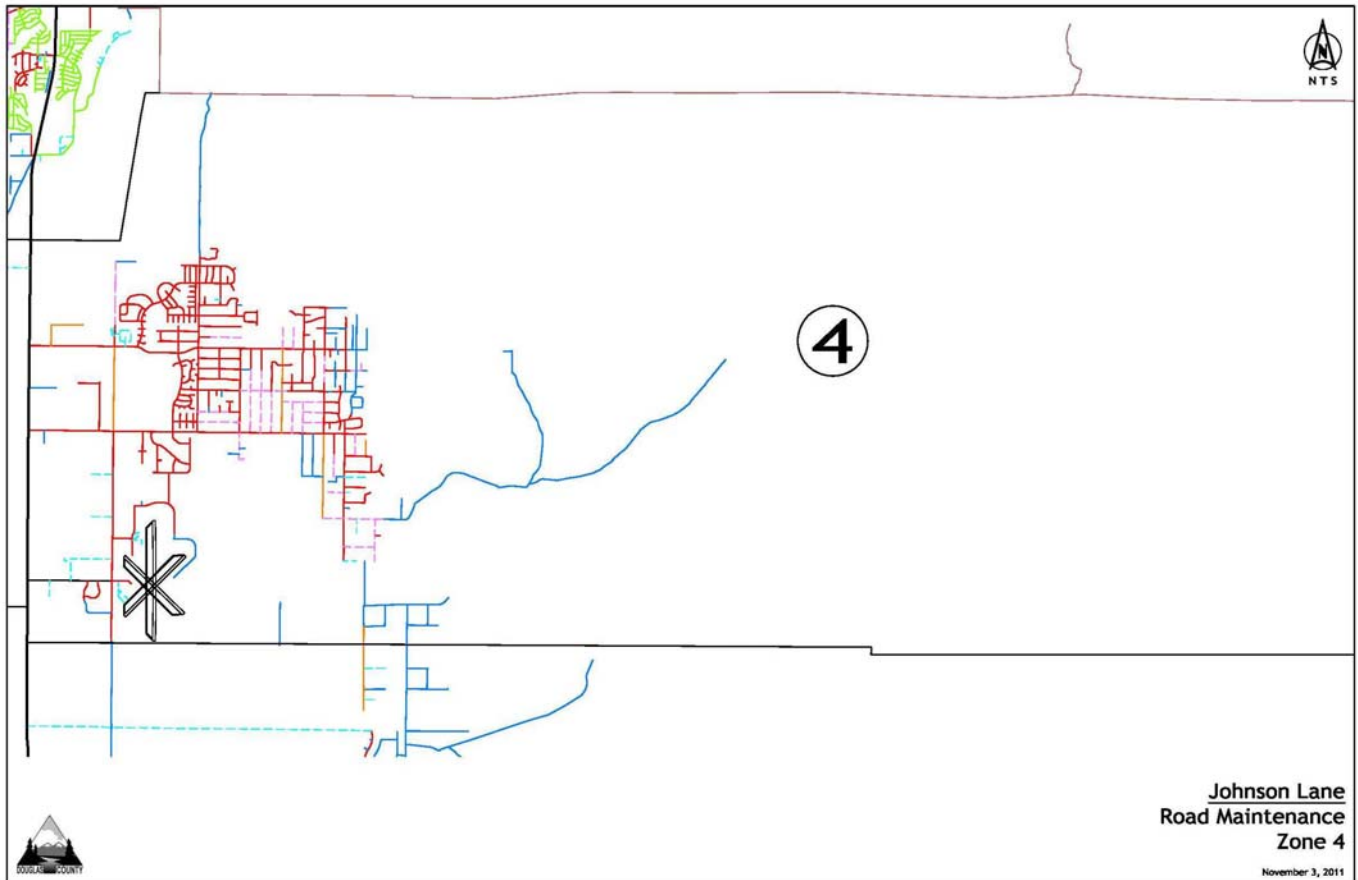 N
NTS
4
Johnson Lane
Road Maintenance
Zone 4
DOUGLAS COUNTY
November 3, 2011